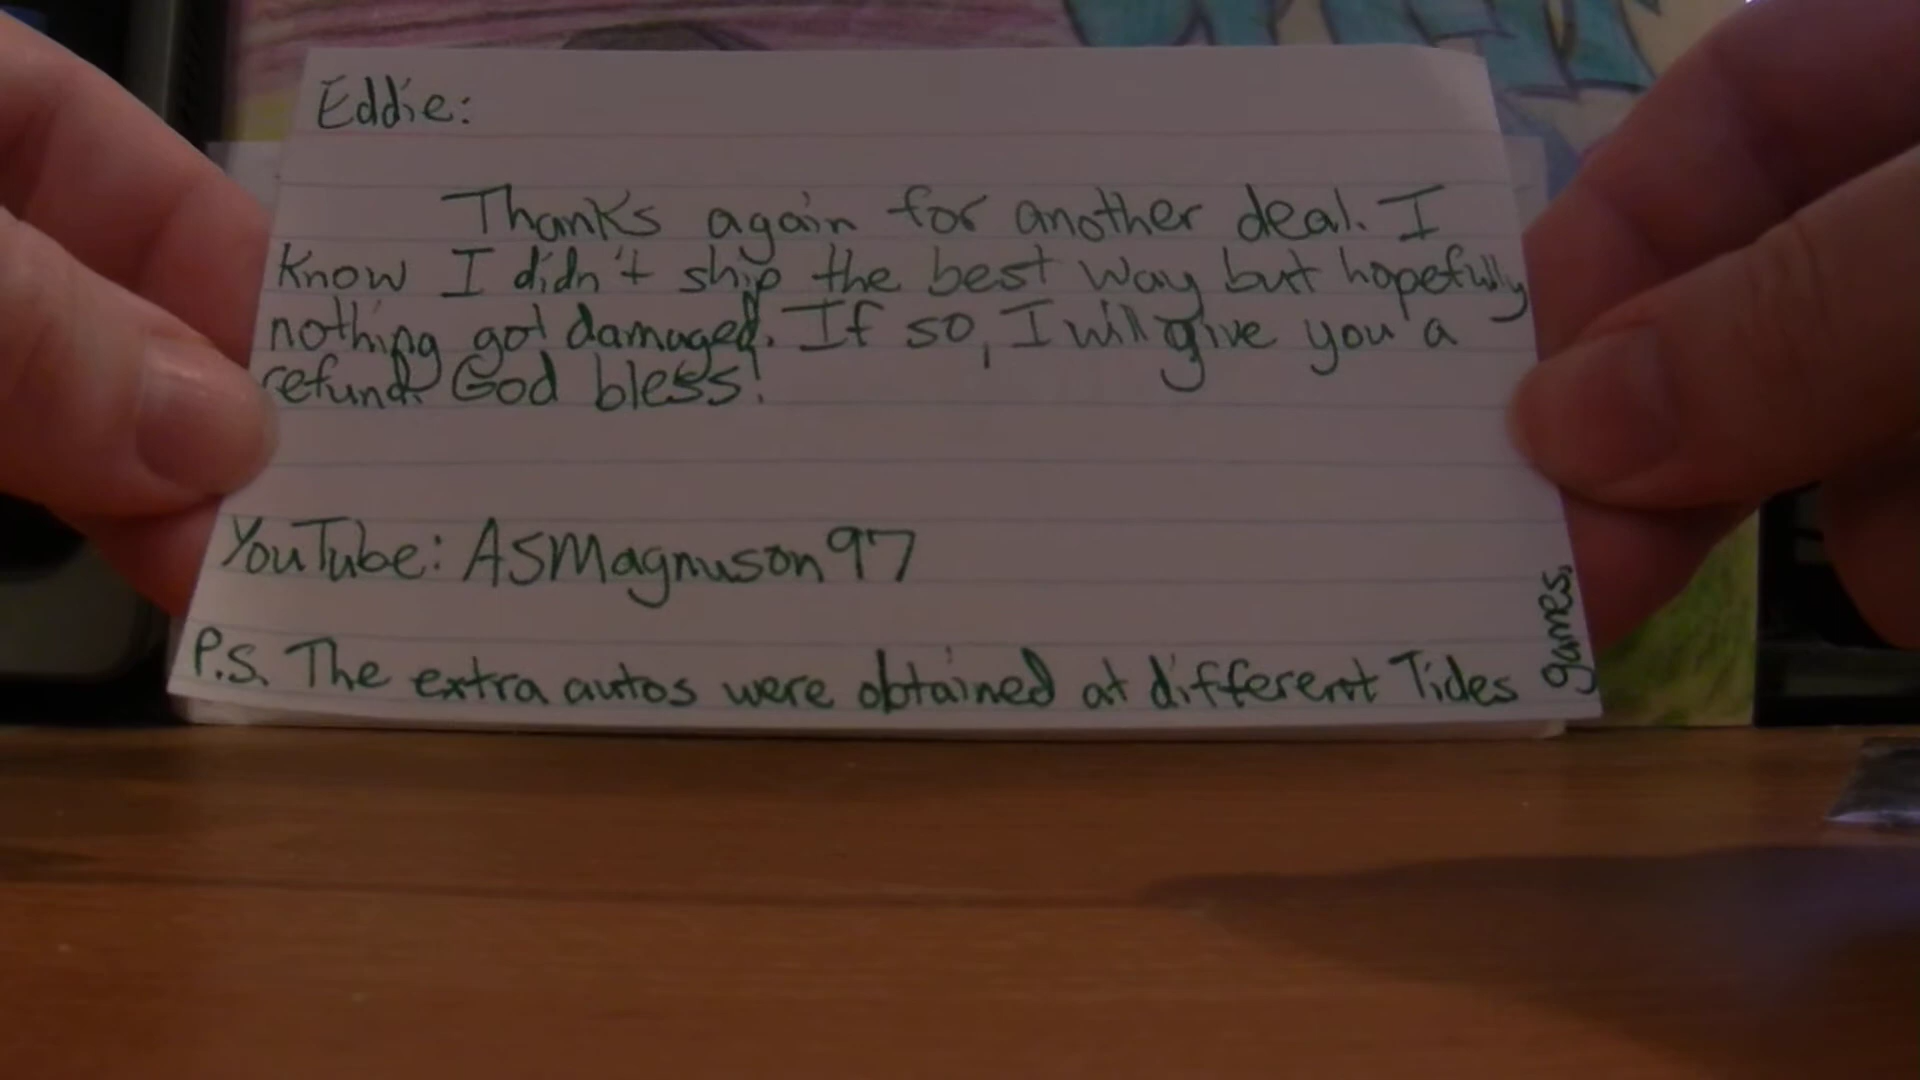 Eddie:
Thanks again for another deal. I
know I didn't ship the best way but hopefully
nothing got damaged. If so, I will give you a
refund. God bless!
YouTube: ASMagnuson97
P.S. The extra autos were obtained at different Tides
games.